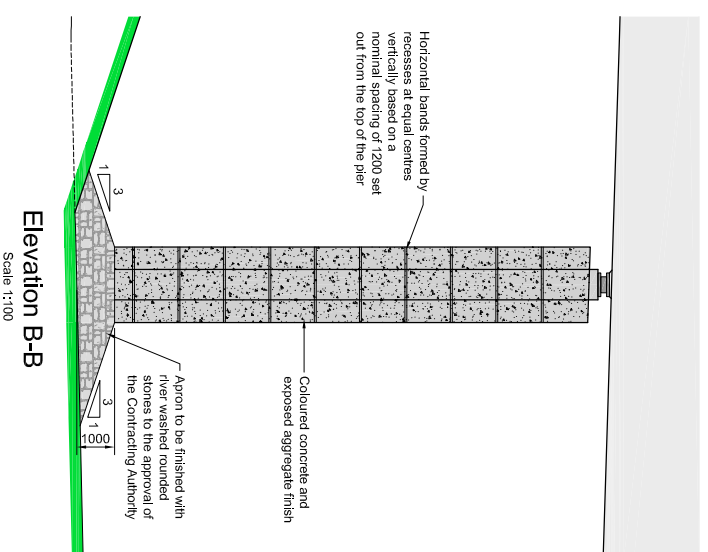 Horizontal bands formed by
recesses at equal centres
vertically based on a
nominal spacing of 1200 set
out from the top of the pier
1
3
Coloured concrete and
exposed aggregate finish
Apron to be finished with
river washed rounded
stones to the approval of
the Contracting Authority
3
1
1000
Elevation B-B
Scale 1:100